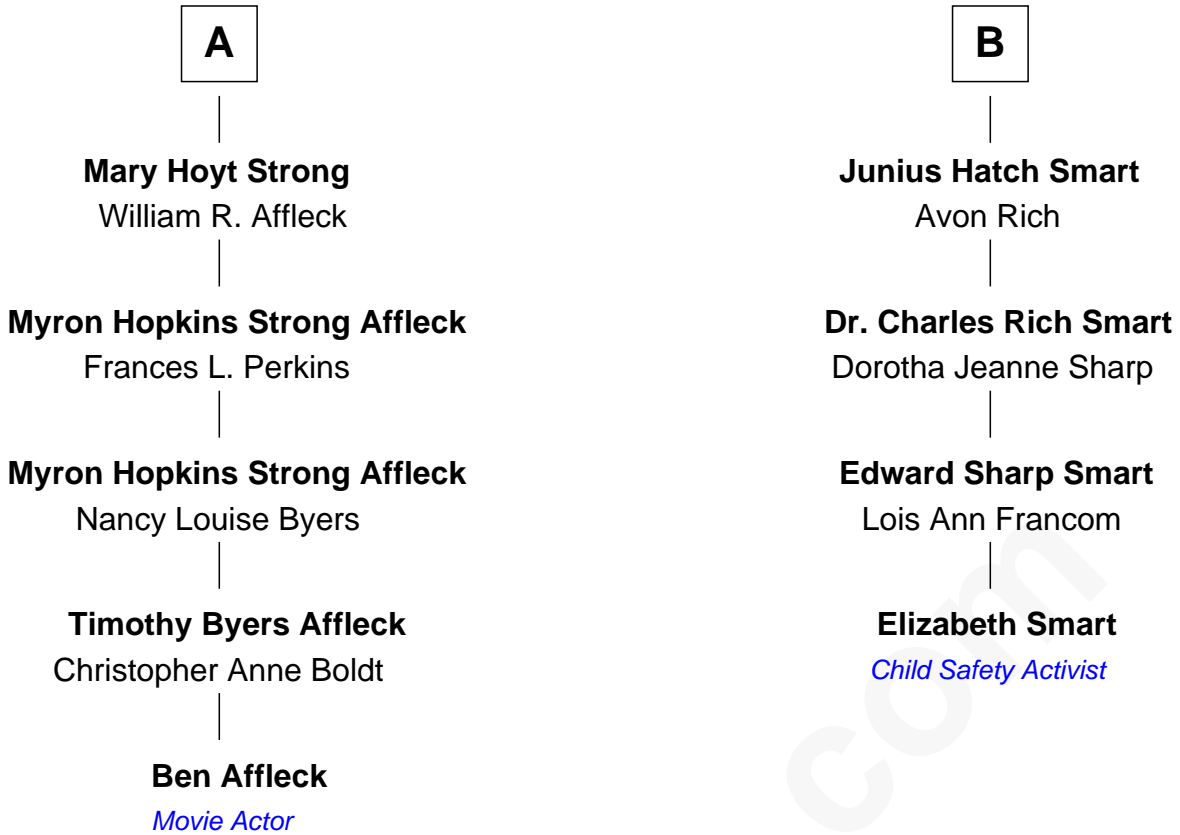 A
Mary Hoyt Strong
William R. Affleck
Myron Hopkins Strong Affleck
Frances L. Perkins
Myron Hopkins Strong Affleck
Nancy Louise Byers
Timothy Byers Affleck
Christopher Anne Boldt
Ben Affleck
Movie Actor
B
Junius Hatch Smart
Avon Rich
Dr. Charles Rich Smart
Dorotha Jeanne Sharp
Edward Sharp Smart
Lois Ann Francom
Elizabeth Smart
Child Safety Activist
com